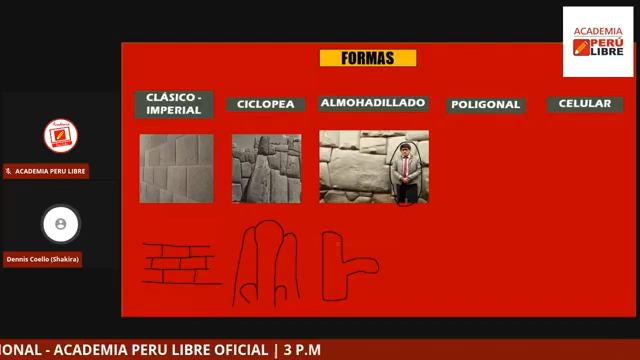 ACADEMIA
PERÚ
LIBRE
FORMAS
CLÁSICO -
IMPERIAL
CICLOPEA
ALMOHADILLADO
POLIGONAL
CELULAR
ACADEMIA PERU LIBRE
Dennis Coello (Shakira)
IONAL - ACADEMIA PERU LIBRE OFICIAL | 3 P.M